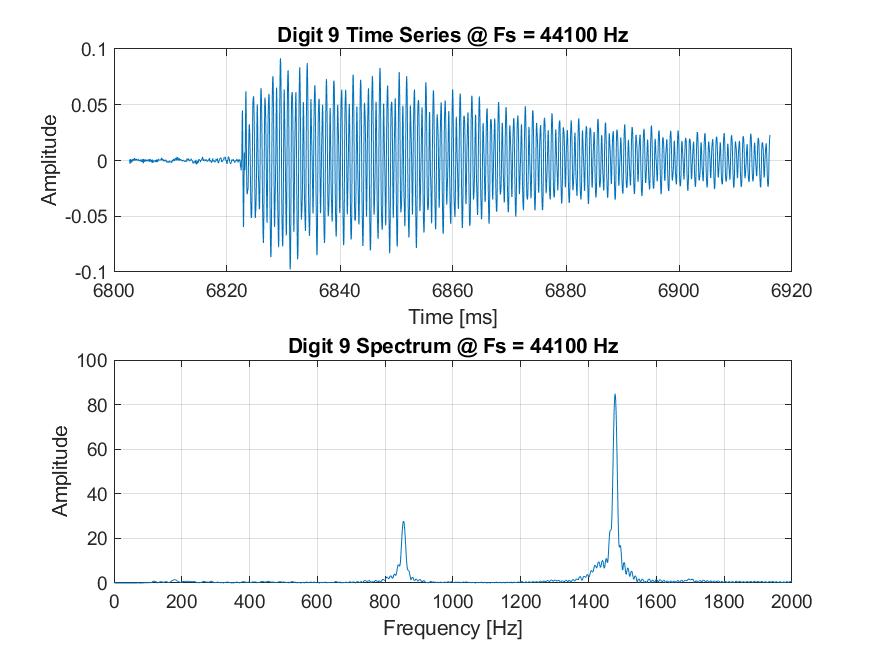 Digit 9 Time Series @ Fs = 44100 Hz
0.1
0.05
0
-0.05
-0.1
Amplitude
6800 6820 6840 6860 6880 6900 6920
Time [ms]
Digit 9 Spectrum @ Fs = 44100 Hz
100
80
60
40
20
0
Amplitude
0 200 400 600 800 1000 1200 1400 1600 1800 2000
Frequency [Hz]